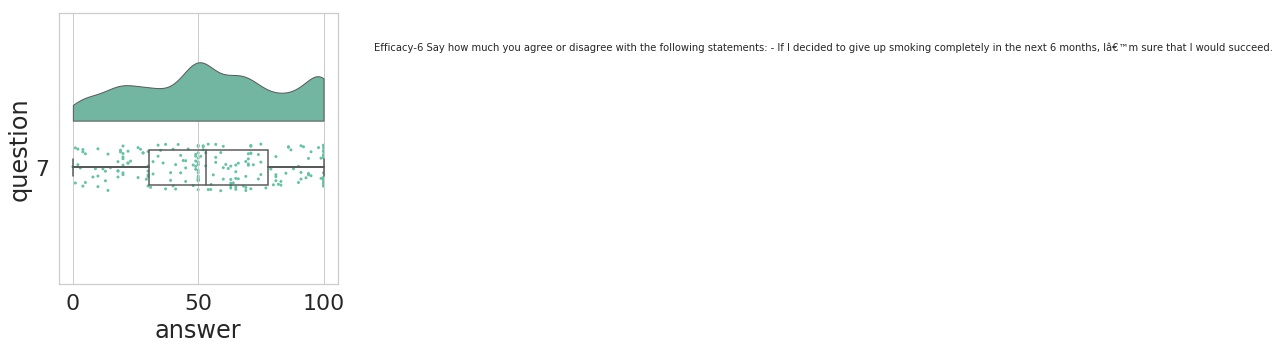 Efficacy-6 Say how much you agree or disagree with the following statements: - If I decided to give up smoking completely in the next 6 months, Iâ€™m sure that I would succeed.
question
7
0 50 100
answer